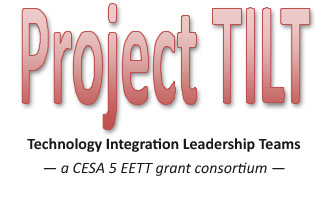 Project TILT
Technology Integration Leadership Teams
— a CESA 5 EETT grant consortium —